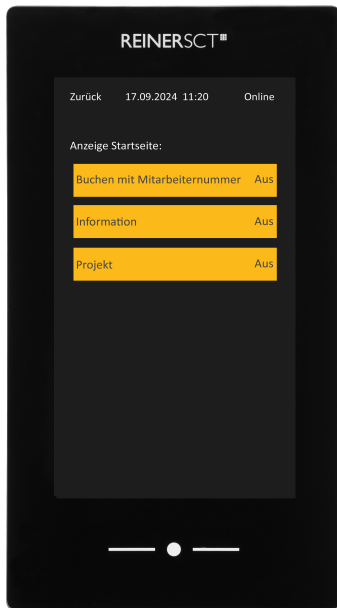 REINERSCT
Zurück 17.09.2024 11:20 Online
Anzeige Startseite:
Buchen mit Mitarbeiternummer Aus
Information Aus
Projekt Aus